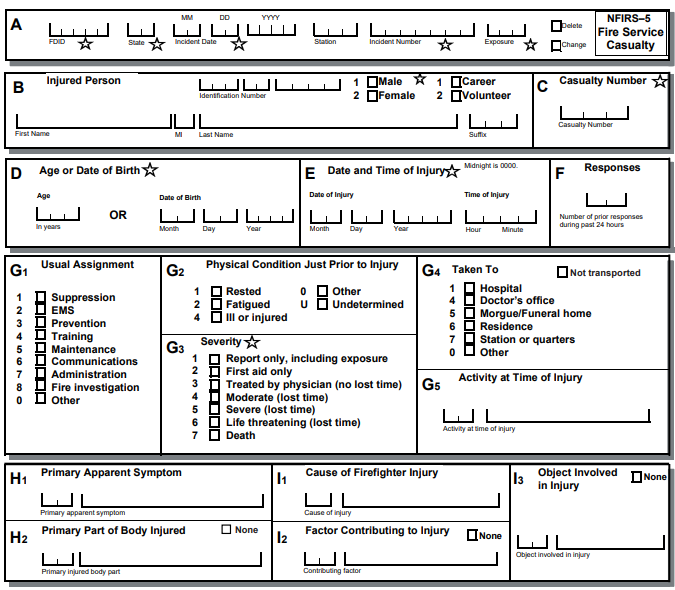 A
MM DD YYYY
FDID State Incident Date Station Incident Number Exposure
Delete
Change
NFIRS–5
Fire Service
Casualty
B Injured Person
Identification Number
1 Male 1 Career
2 Female 2 Volunteer
First Name MI Last Name Suffix
C Casualty Number
Casualty Number
D Age or Date of Birth
Age
In years
OR
Date of Birth
Month Day Year
E Date and Time of Injury Midnight is 0000.
Date of Injury Time of Injury
Month Day Year Hour Minute
F Responses
Number of prior responses
during past 24 hours
G1 Usual Assignment
1 Suppression
2 EMS
3 Prevention
4 Training
5 Maintenance
6 Communications
7 Administration
8 Fire investigation
0 Other
G2 Physical Condition Just Prior to Injury
1 Rested 0 Other
2 Fatigued U Undetermined
4 Ill or injured
G3 Severity
1 Report only, including exposure
2 First aid only
3 Treated by physician (no lost time)
4 Moderate (lost time)
5 Severe (lost time)
6 Life threatening (lost time)
7 Death
G4 Taken To Not transported
1 Hospital
4 Doctor's office
5 Morgue/Funeral home
6 Residence
7 Station or quarters
0 Other
G5 Activity at Time of Injury
Activity at time of injury
H1 Primary Apparent Symptom
Primary apparent symptom
H2 Primary Part of Body Injured None
Primary injured body part
I1 Cause of Firefighter Injury
Cause of injury
I2 Factor Contributing to Injury None
Contributing factor
I3 Object Involved None
in Injury
Object involved in injury